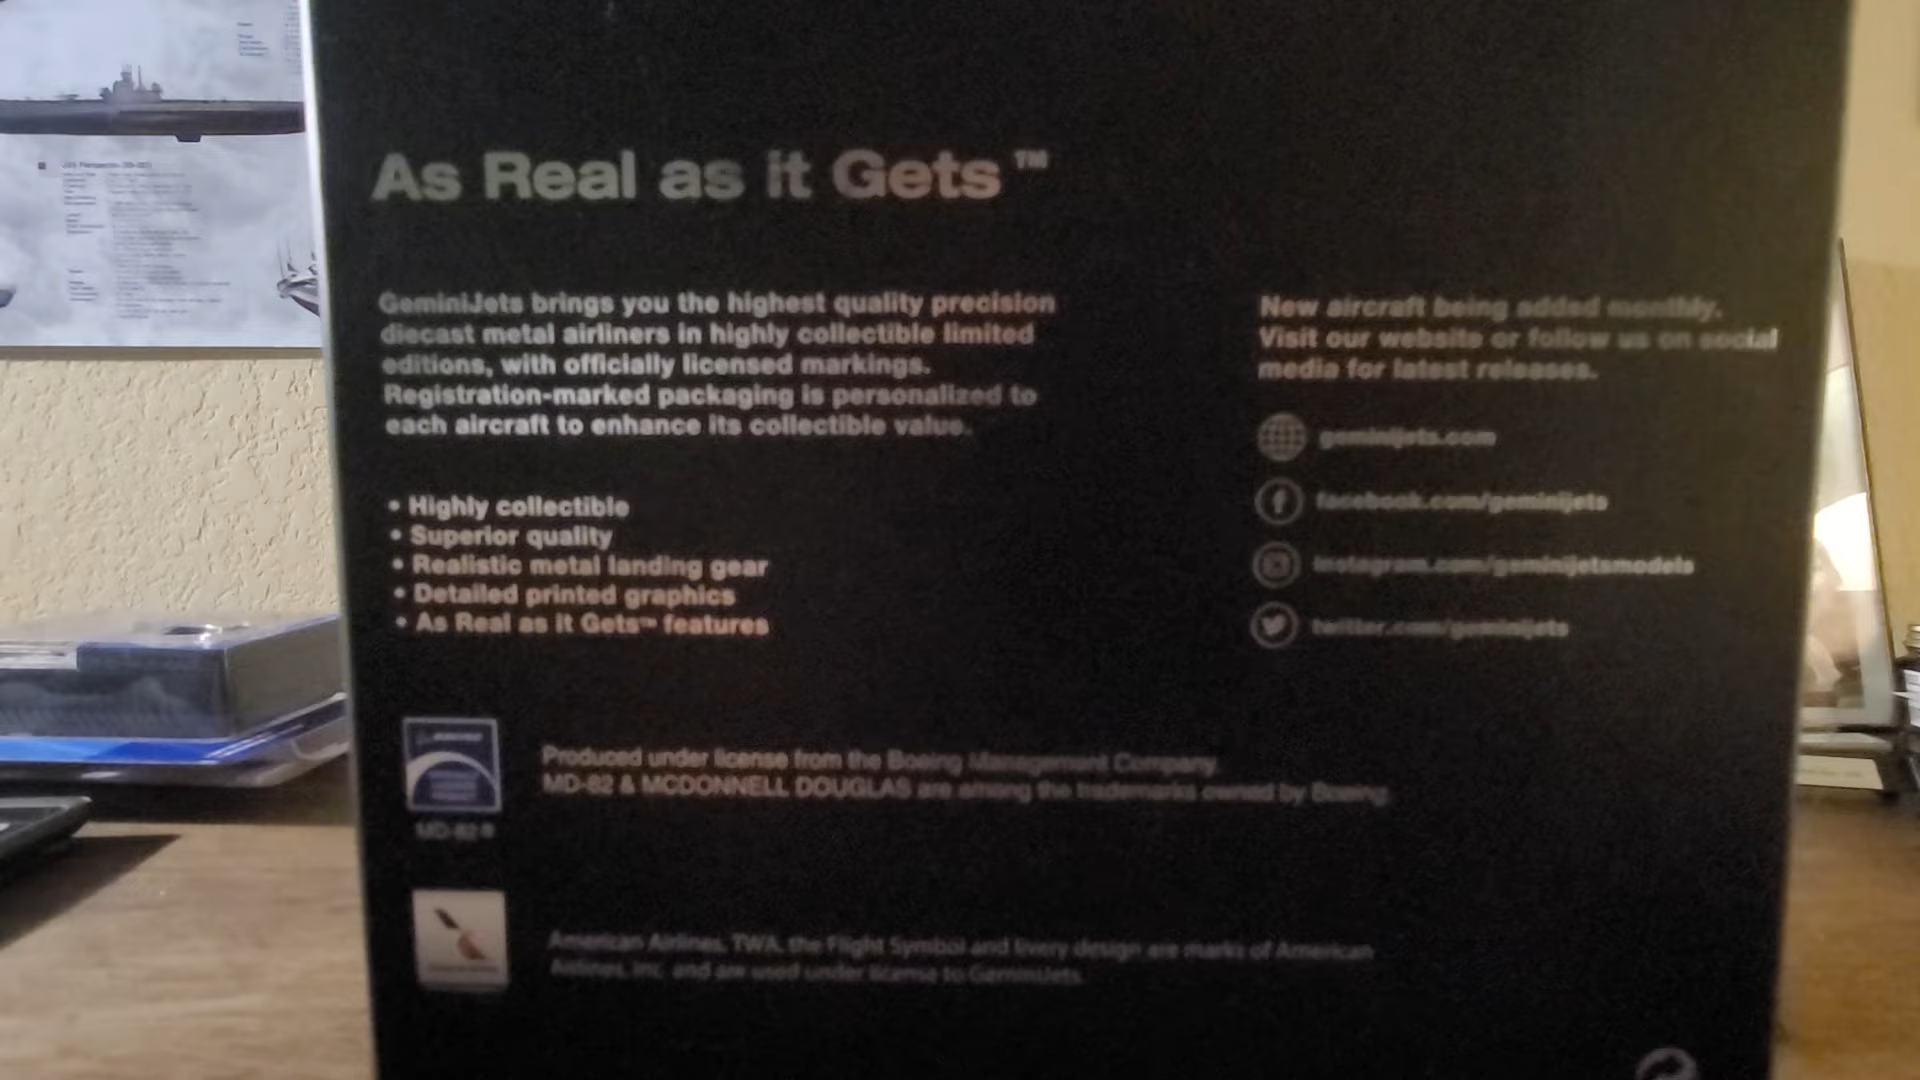 As Real as it Gets™
GeminiJets brings you the highest quality precision
diecast metal airliners in highly collectible limited
editions, with officially licensed markings.
Registration-marked packaging is personalized to
each aircraft to enhance its collectible value.
• Highly collectible
• Superior quality
• Realistic metal landing gear
• Detailed printed graphics
• As Real as it Gets™ features
New aircraft being added monthly.
Visit our website or follow us on social
media for latest releases.
geminijets.com
facebook.com/geminijets
instagram.com/geminijetsmodels
twitter.com/geminijets
BOEING
MD-82®
Produced under license from the Boeing Management Company.
MD-82 & MCDONNELL DOUGLAS are among the trademarks owned by Boeing.
American Airlines, TWA, the Flight Symbol and livery design are marks of American
Airlines, Inc. and are used under license to GeminiJets.